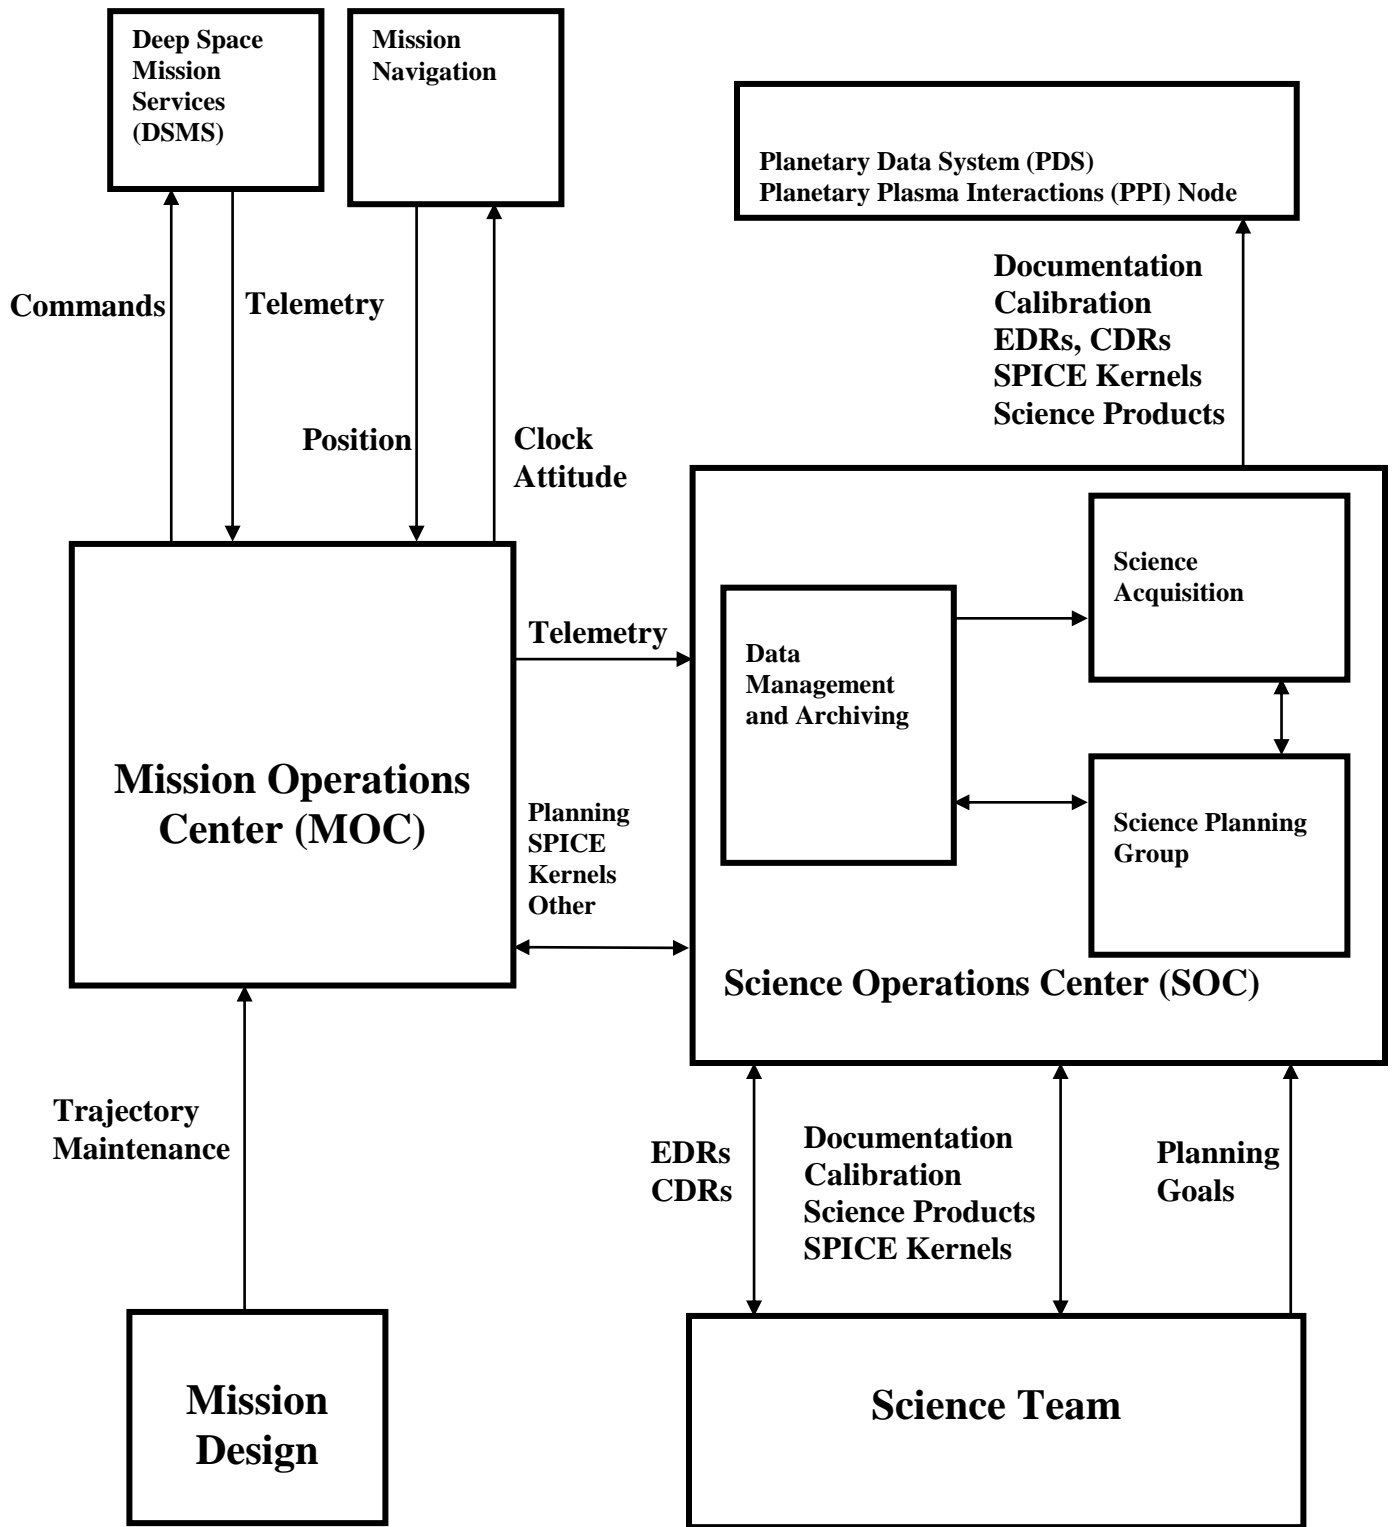 Deep Space
Mission
Services
(DSMS)
Mission
Navigation
Planetary Data System (PDS)
Planetary Plasma Interactions (PPI) Node
Commands
Telemetry
Position
Clock
Attitude
Documentation
Calibration
EDRs, CDRs
SPICE Kernels
Science Products
Mission Operations
Center (MOC)
Telemetry
Planning
SPICE
Kernels
Other
Data
Management
and Archiving
Science
Acquisition
Science Planning
Group
Science Operations Center (SOC)
Trajectory
Maintenance
EDRs
CDRs
Documentation
Calibration
Science Products
SPICE Kernels
Planning
Goals
Mission
Design
Science Team